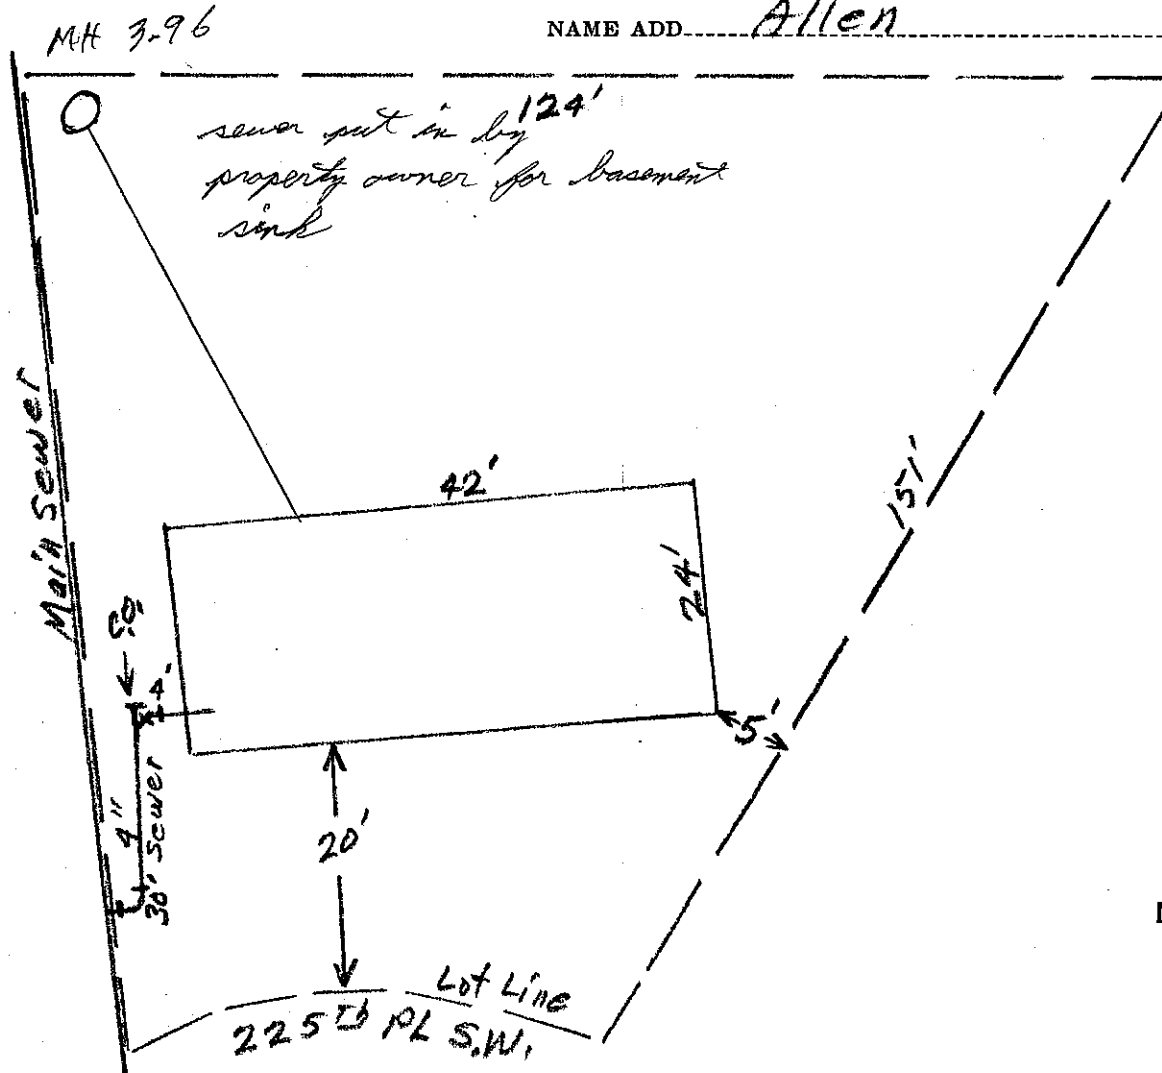 MH 3-96
NAME ADD. Allen
124'
sewer put in by
property owner for basement
sink
Main Sewer
42'
24'
151'
C.O.
4'
5'
4"
30' Sewer
20'
Lot Line
225th PL S.W.